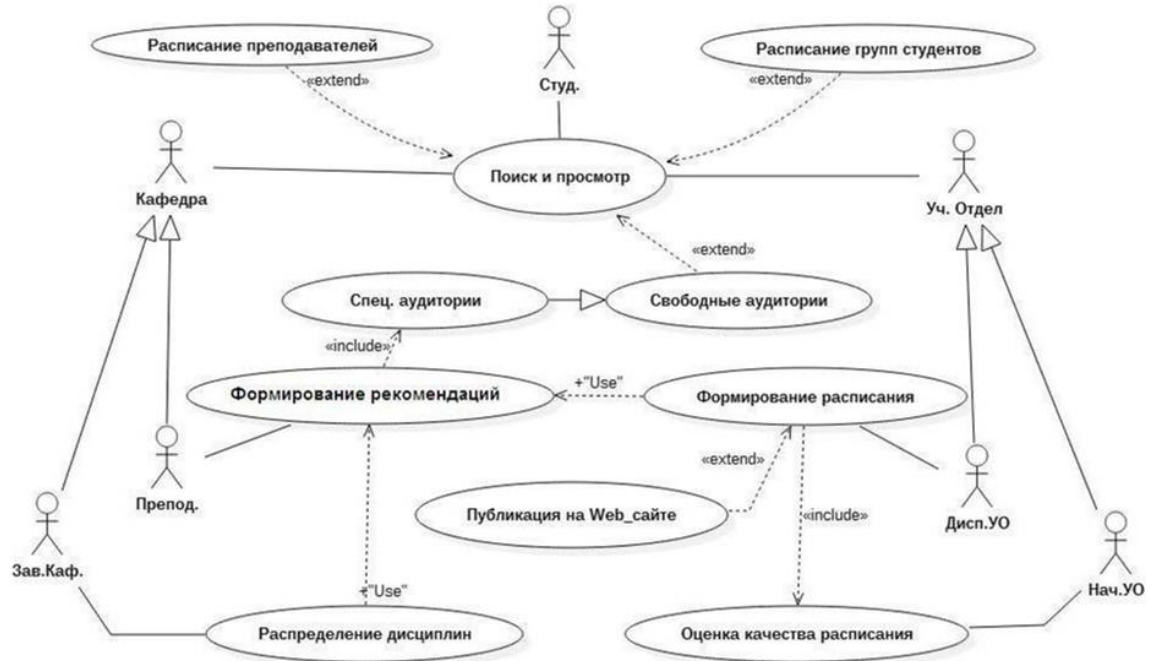 Расписание преподавателей
Студ.
Расписание групп студентов
«extend»
«extend»
Кафедра
Поиск и просмотр
Уч. Отдел
«extend»
Спец. аудитории
Свободные аудитории
«include»
Формирование рекомендаций
+"Use"
Формирование расписания
«extend»
Препод.
Публикация на Web_сайте
«include»
Дисп.УО
Зав.Каф.
Нач.УО
+"Use"
Распределение дисциплин
Оценка качества расписания